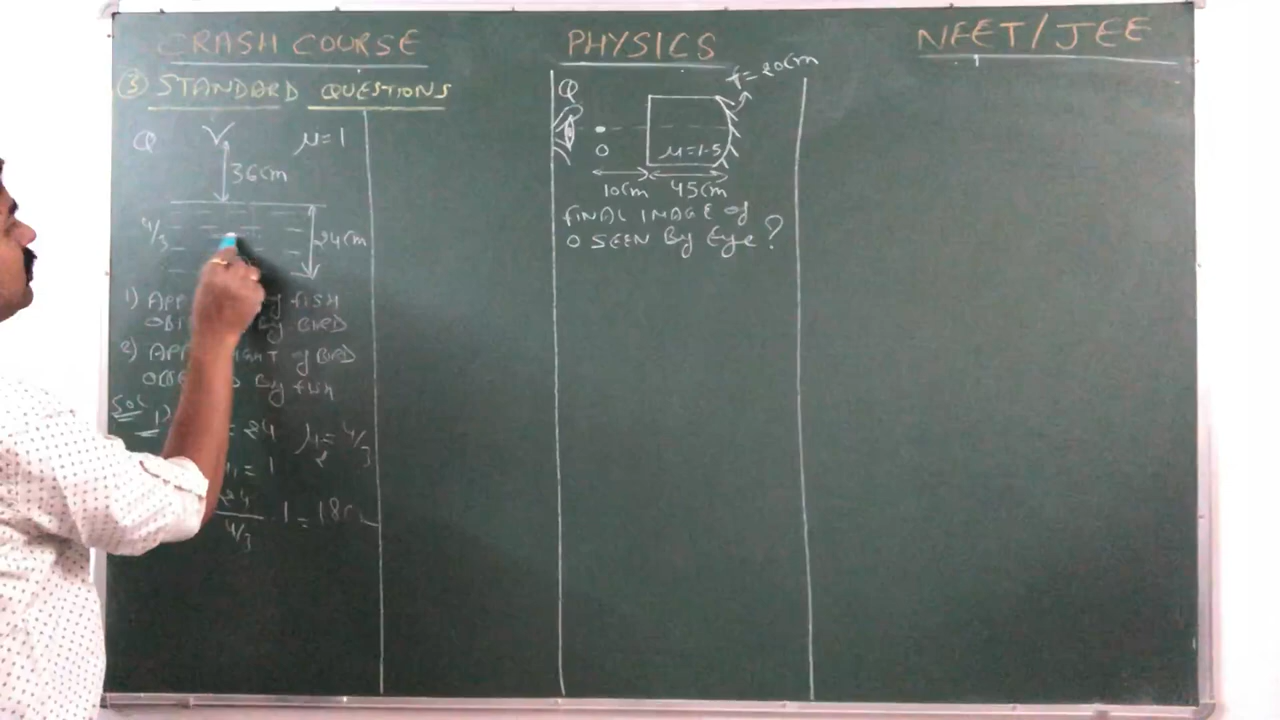 CRASH COURSE
PHYSICS
NEET/JEE
③ STANDARD QUESTIONS
Q
μ=1
36cm
4/3
24cm
1) APP y fISH
By BIRD
2) APP of BIRD
By fISH
Sol
1)
= 24 μ₁ = 4/3
= 1
24
4/3
. 1 = 18cm
Q
f = 20cm
O
μ=1.5
10cm 45cm
fINAL IMAGE of
O SEEN By Eye?